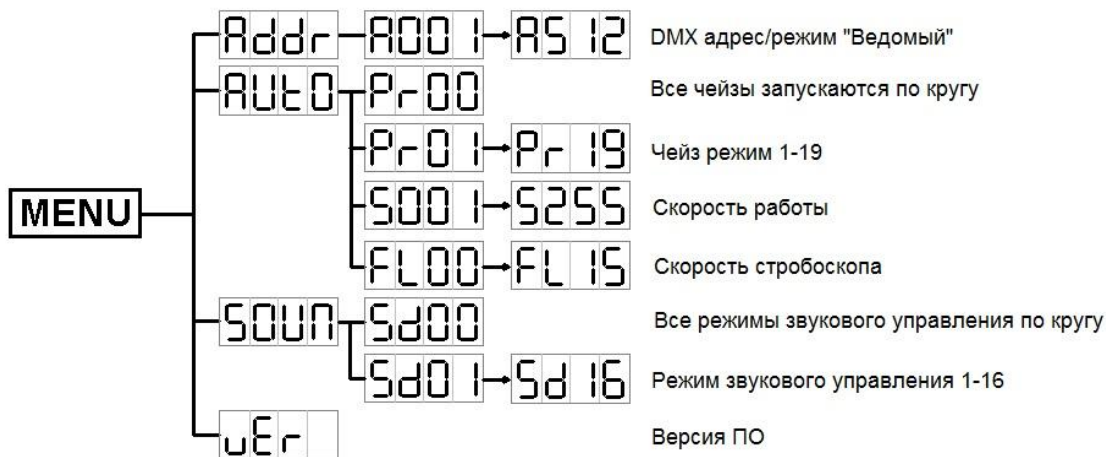 Addr A001 A512 DMX адрес/режим "Ведомый"
AUtO Pr00 Все чейзы запускаются по кругу
Pr01 Pr19 Чейз режим 1-19
MENU
S001 S255 Скорость работы
FL00 FL15 Скорость стробоскопа
SOUN Sd00 Все режимы звукового управления по кругу
Sd01 Sd16 Режим звукового управления 1-16
vEr Версия ПО